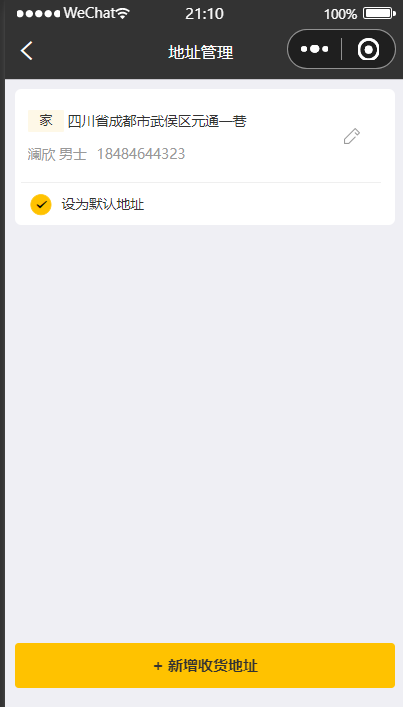 WeChat 21:10 100%
地址管理
家 四川省成都市武侯区元通一巷
澜欣 男士 18484644323
设为默认地址
+ 新增收货地址